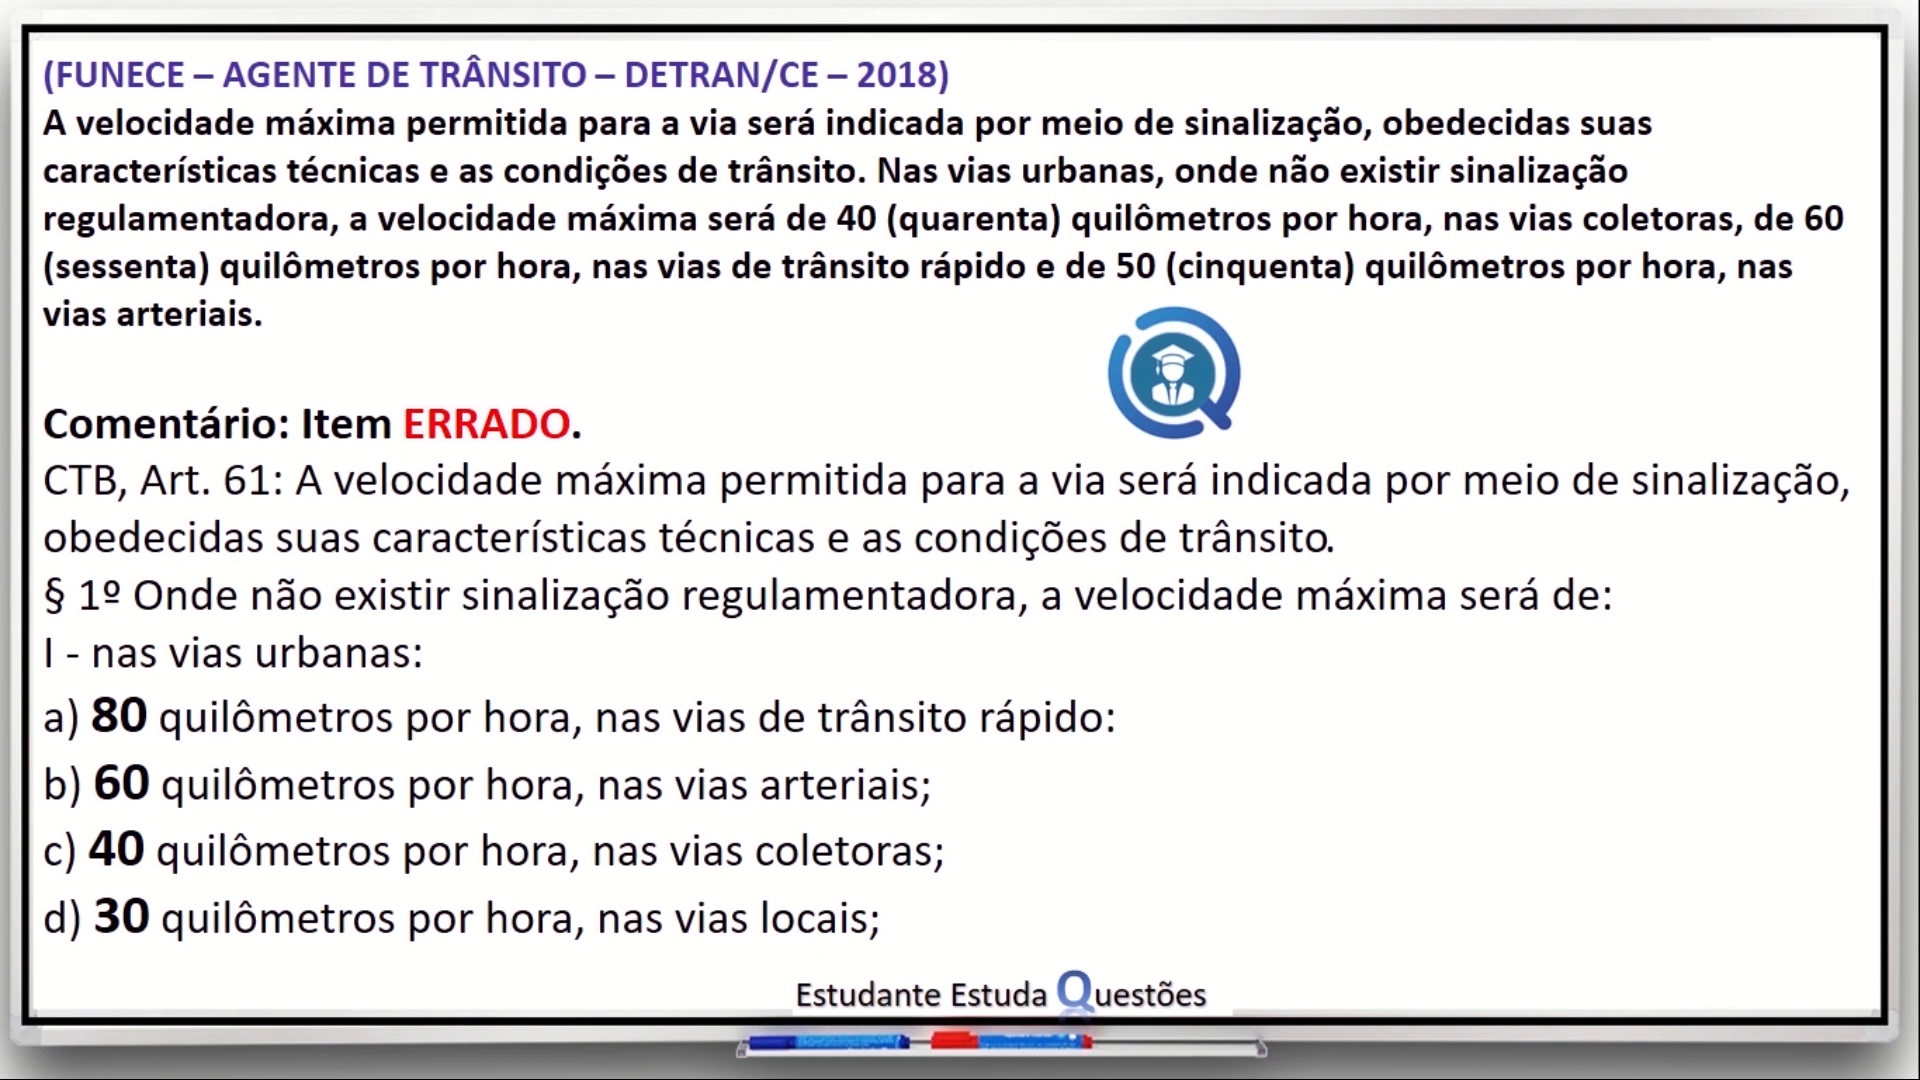 (FUNECE – AGENTE DE TRÂNSITO – DETRAN/CE – 2018)
A velocidade máxima permitida para a via será indicada por meio de sinalização, obedecidas suas
características técnicas e as condições de trânsito. Nas vias urbanas, onde não existir sinalização
regulamentadora, a velocidade máxima será de 40 (quarenta) quilômetros por hora, nas vias coletoras, de 60
(sessenta) quilômetros por hora, nas vias de trânsito rápido e de 50 (cinquenta) quilômetros por hora, nas
vias arteriais.
Comentário: Item ERRADO.
CTB, Art. 61: A velocidade máxima permitida para a via será indicada por meio de sinalização,
obedecidas suas características técnicas e as condições de trânsito.
§ 1º Onde não existir sinalização regulamentadora, a velocidade máxima será de:
I - nas vias urbanas:
a) 80 quilômetros por hora, nas vias de trânsito rápido:
b) 60 quilômetros por hora, nas vias arteriais;
c) 40 quilômetros por hora, nas vias coletoras;
d) 30 quilômetros por hora, nas vias locais;
Estudante Estuda Questões